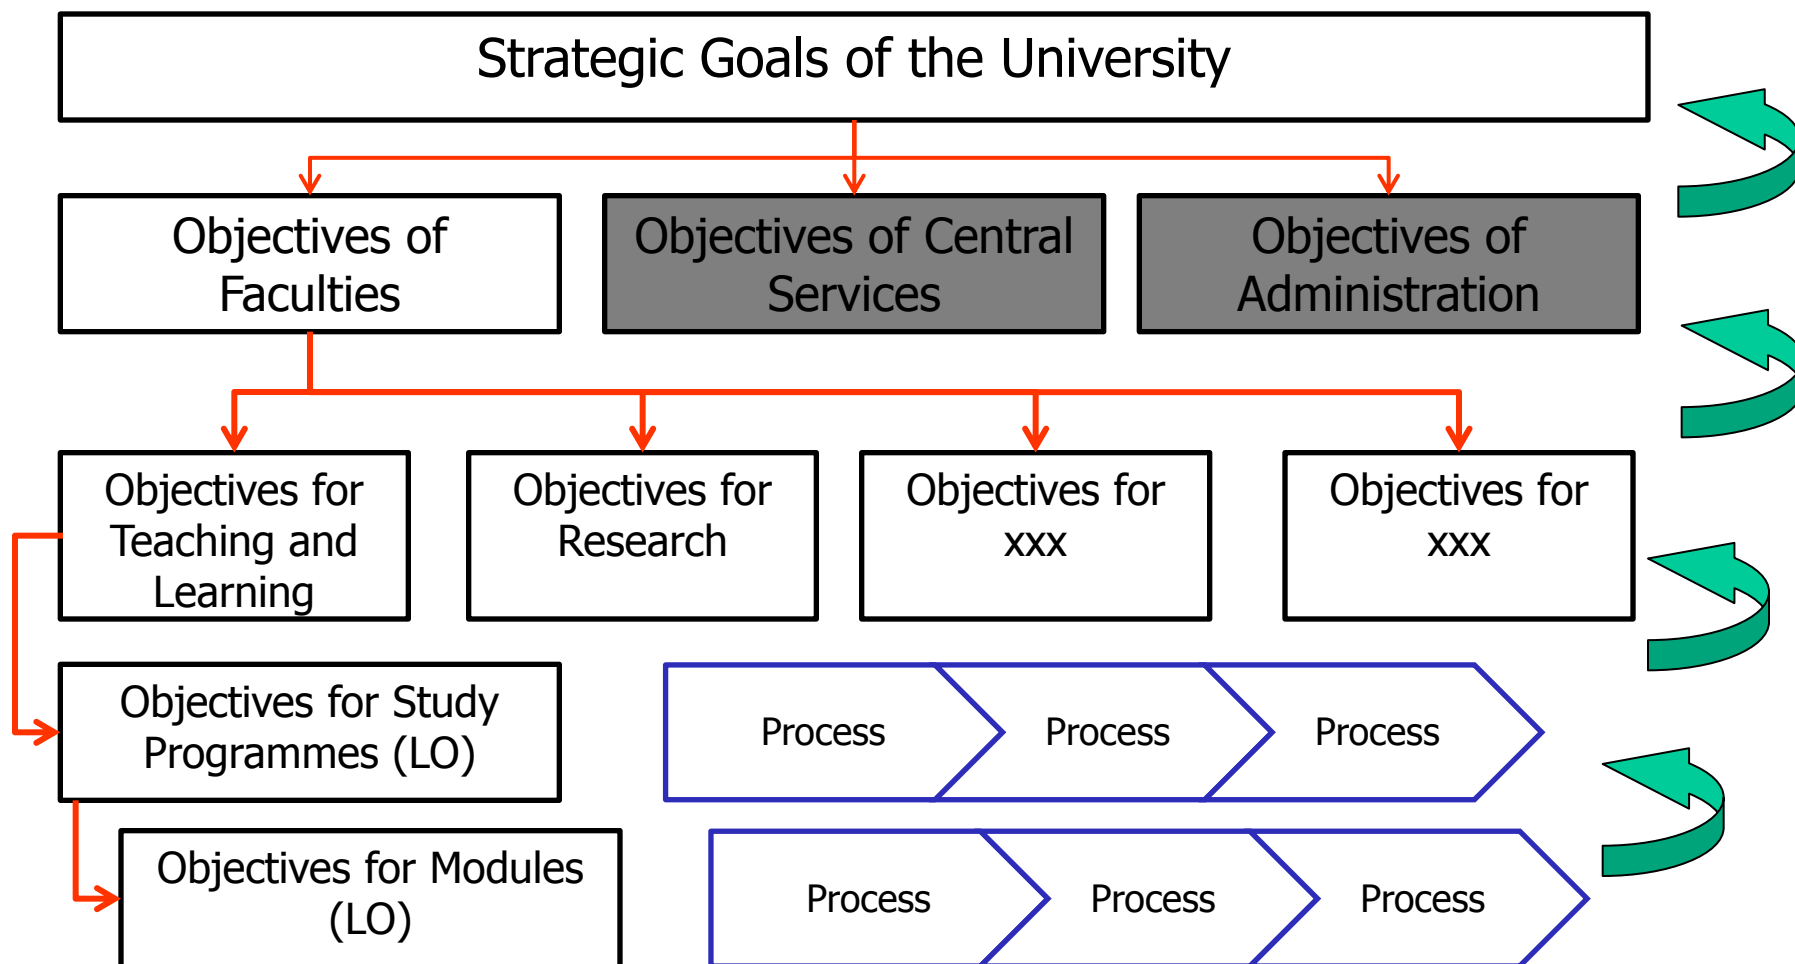 Strategic Goals of the University
Objectives of
Faculties
Objectives of Central
Services
Objectives of
Administration
Objectives for
Teaching and
Learning
Objectives for
Research
Objectives for
xxx
Objectives for
xxx
Objectives for Study
Programmes (LO)
Process
Process
Process
Objectives for Modules
(LO)
Process
Process
Process